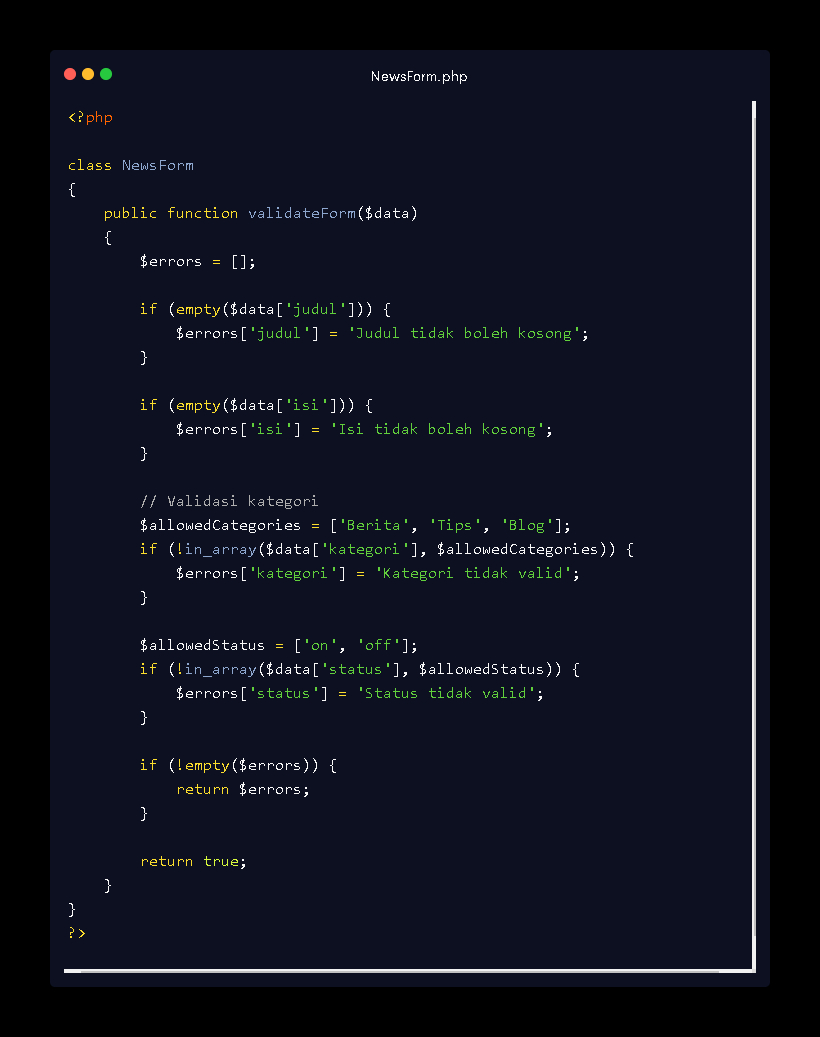 NewsForm.php
<?php
class NewsForm
{
    public function validateForm($data)
    {
        $errors = [];
        if (empty($data['judul'])) {
            $errors['judul'] = 'Judul tidak boleh kosong';
        }
        if (empty($data['isi'])) {
            $errors['isi'] = 'Isi tidak boleh kosong';
        }
        // Validasi kategori
        $allowedCategories = ['Berita', 'Tips', 'Blog'];
        if (!in_array($data['kategori'], $allowedCategories)) {
            $errors['kategori'] = 'Kategori tidak valid';
        }
        $allowedStatus = ['on', 'off'];
        if (!in_array($data['status'], $allowedStatus)) {
            $errors['status'] = 'Status tidak valid';
        }
        if (!empty($errors)) {
            return $errors;
        }
        return true;
    }
}
?>